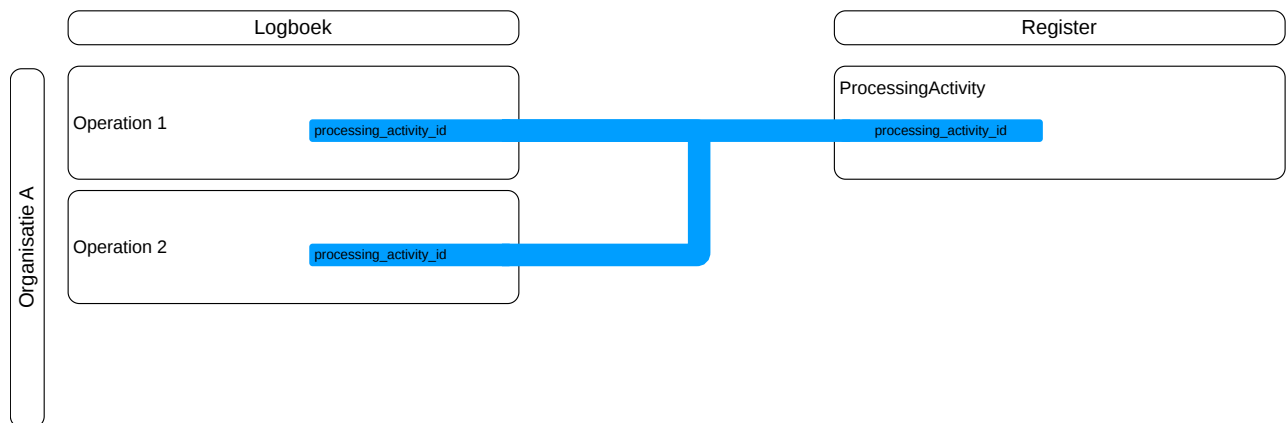 Logboek
Register
Organisatie A
ProcessingActivity
Operation 1
processing_activity_id
processing_activity_id
Operation 2
processing_activity_id